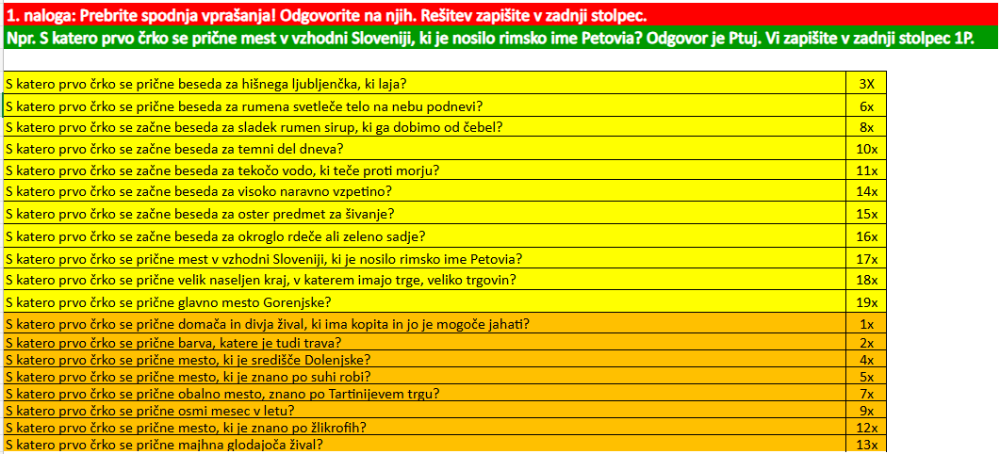 1. naloga: Prebrite spodnja vprašanja! Odgovorite na njih. Rešitev zapišite v zadnji stolpec.
Npr. S katero prvo črko se prične mest v vzhodni Sloveniji, ki je nosilo rimsko ime Petovia? Odgovor je Ptuj. Vi zapišite v zadnji stolpec 1P.
S katero prvo črko se prične beseda za hišnega ljubljenčka, ki laja? 3X
S katero prvo črko se prične beseda za rumena svetleče telo na nebu podnevi? 6x
S katero prvo črko se začne beseda za sladek rumen sirup, ki ga dobimo od čebel? 8x
S katero prvo črko se začne beseda za temni del dneva? 10x
S katero prvo črko se začne beseda za tekočo vodo, ki teče proti morju? 11x
S katero prvo črko se začne beseda za visoko naravno vzpetino? 14x
S katero prvo črko se začne beseda za oster predmet za šivanje? 15x
S katero prvo črko se začne beseda za okroglo rdeče ali zeleno sadje? 16x
S katero prvo črko se prične mest v vzhodni Sloveniji, ki je nosilo rimsko ime Petovia? 17x
S katero prvo črko se prične velik naseljen kraj, v katerem imajo trge, veliko trgovin? 18x
S katero prvo črko se prične glavno mesto Gorenjske? 19x
S katero prvo črko se prične domača in divja žival, ki ima kopita in jo je mogoče jahati? 1x
S katero prvo črko se prične barva, katere je tudi trava? 2x
S katero prvo črko se prične mesto, ki je središče Dolenjske? 4x
S katero prvo črko se prične mesto, ki je znano po suhi robi? 5x
S katero prvo črko se prične obalno mesto, znano po Tartinijevem trgu? 7x
S katero prvo črko se prične osmi mesec v letu? 9x
S katero prvo črko se prične mesto, ki je znano po žlikrofih? 12x
S katero prvo črko se prične majhna glodajoča žival? 13x